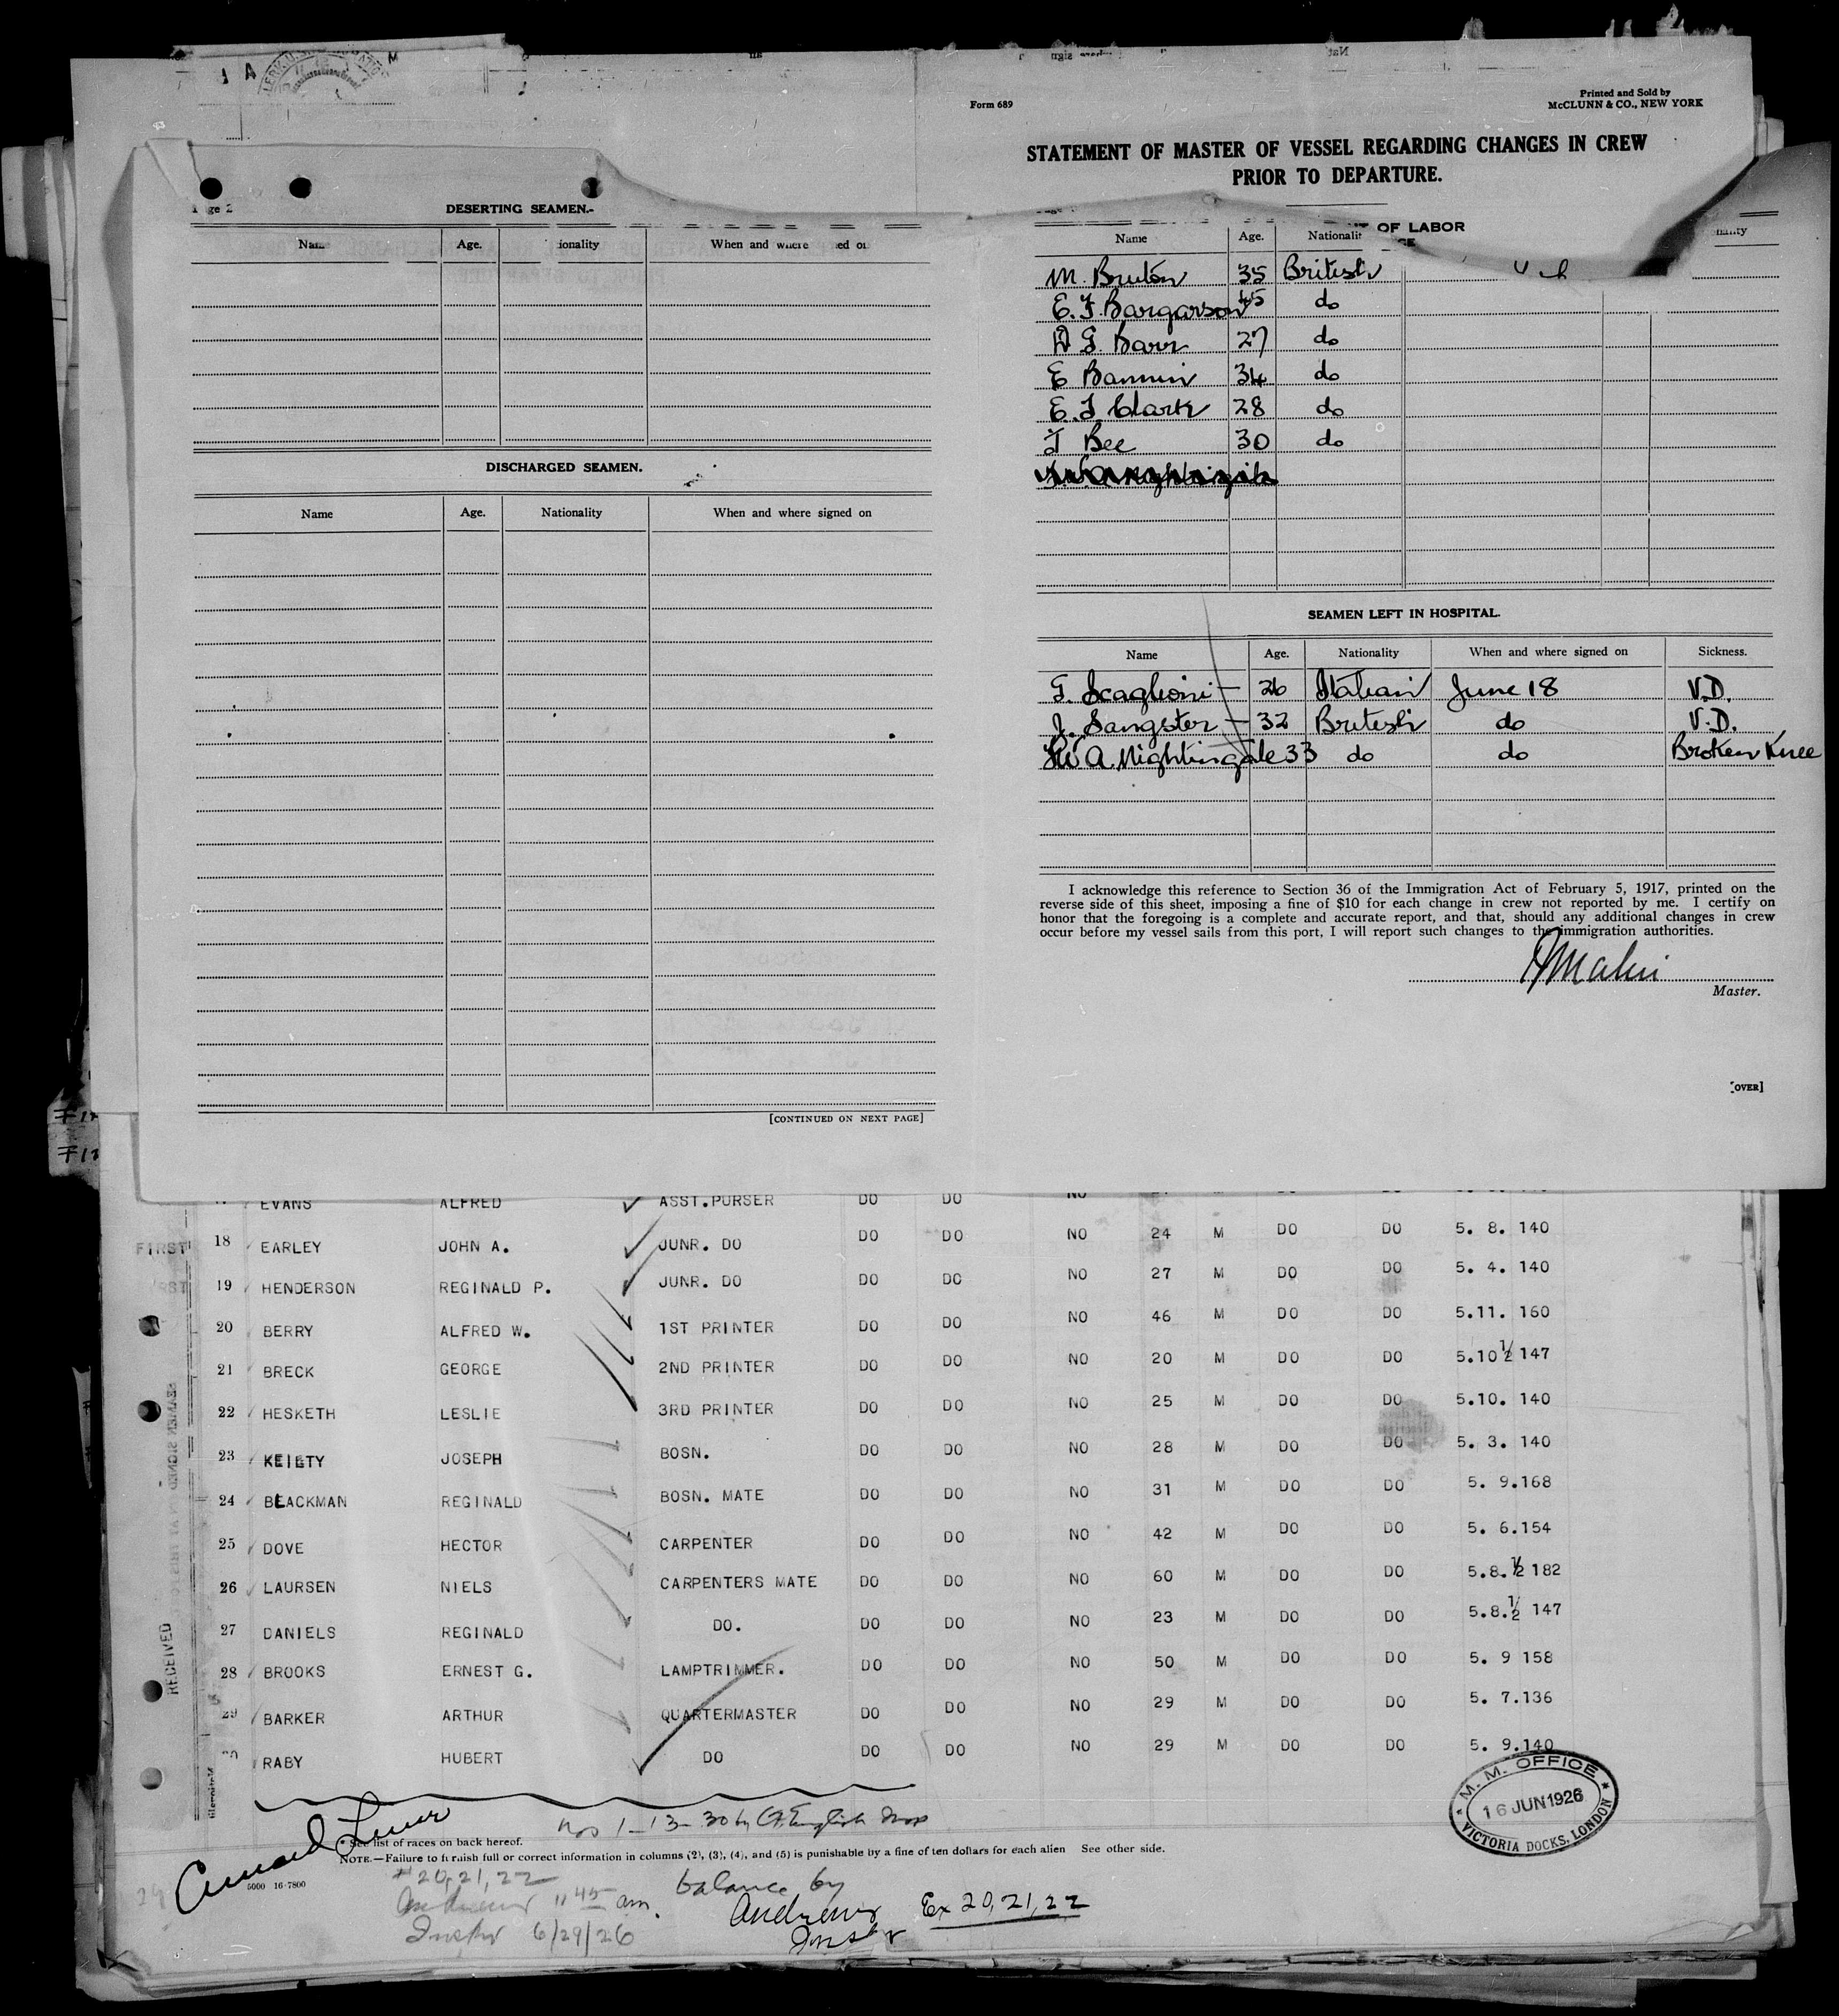 Form 689
Printed and Sold by
McCLUNN & CO., NEW YORK
STATEMENT OF MASTER OF VESSEL REGARDING CHANGES IN CREW
PRIOR TO DEPARTURE.
DESERTING SEAMEN.
Age. When and where
OF LABOR
Name Age.
M. Bruton 35 British
E. F. Bargarson 45 do
G. Barr 27 do
E Bannin 34 do
E. J. Clark 28 do
T Bee 30 do
DISCHARGED SEAMEN.
Name Age. Nationality When and where signed on
[CONTINUED ON NEXT PAGE]
SEAMEN LEFT IN HOSPITAL.
Name Age. Nationality When and where signed on Sickness.
G. Scaglioni 26 Italian June 18 V.D.
J. Sangster 32 British do V.D.
W A. Nightingale 33 do do Broken Knee
I acknowledge this reference to Section 36 of the Immigration Act of February 5, 1917, printed on the
reverse side of this sheet, imposing a fine of $10 for each change in crew not reported by me. I certify on
honor that the foregoing is a complete and accurate report, and that, should any additional changes in crew
occur before my vessel sails from this port, I will report such changes to the immigration authorities.
Master.
[OVER]
EVANS ALFRED ASST.PURSER DO DO NO M
18 EARLEY JOHN A. JUNR. DO DO DO NO 24 M DO DO 5. 8. 140
19 HENDERSON REGINALD P. JUNR. DO DO DO NO 27 M DO DO 5. 4. 140
20 BERRY ALFRED W. 1ST PRINTER DO DO NO 46 M DO DO 5.11. 160
21 BRECK GEORGE 2ND PRINTER DO DO NO 20 M DO DO 5.10½ 147
22 HESKETH LESLIE 3RD PRINTER DO DO NO 25 M DO DO 5.10. 140
23 KEILTY JOSEPH BOSN. DO DO NO 28 M DO DO 5. 3. 140
24 BLACKMAN REGINALD BOSN. MATE DO DO NO 31 M DO DO 5. 9.168
25 DOVE HECTOR CARPENTER DO DO NO 42 M DO DO 5. 6.154
26 LAURSEN NIELS CARPENTERS MATE DO DO NO 60 M DO DO 5.8.½ 182
27 DANIELS REGINALD DO. DO DO NO 23 M DO DO 5.8.½ 147
28 BROOKS ERNEST G. LAMPTRIMMER. DO DO NO 50 M DO DO 5. 9 158
29 BARKER ARTHUR QUARTERMASTER DO DO NO 29 M DO DO 5. 7.136
RABY HUBERT DO DO DO NO 29 M DO DO 5. 9.140
FIRST
RECEIVED
M. M. OFFICE
16 JUN 1926
VICTORIA DOCKS, LONDON
Cunard Line
See list of races on back hereof.
NOTE.—Failure to furnish full or correct information in columns (2), (3), (4), and (5) is punishable by a fine of ten dollars for each alien See other side.
5000 16-7800
#20,21,22
Andrews 11 45 am.
Inspr 6/29/26
balance by
Andrews Ex 20,21,22
Inspr